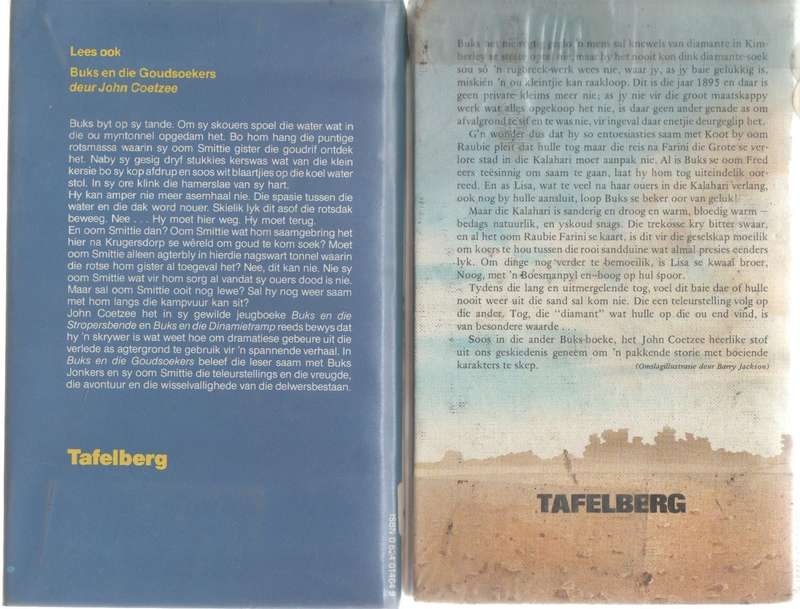 Lees ook
Buks en die Goudsoekers
deur John Coetzee
Buks byt op sy tande. Om sy skouers spoel die water wat in
die ou myntonnel opgedam het. Bo hom hang die puntige
rotsmassa waarin sy oom Smittie gister die goudrif ontdek
het. Naby sy gesig dryf stukkies kerswas wat van die klein
kersie bo sy kop afdrup en soos wit blaartjies op die koel water
stol. In sy ore klink die hamerslae van sy hart.
Hy kan amper nie meer asemhaal nie. Die spasie tussen die
water en die dak word nouer. Skielik lyk dit asof die rotsdak
beweeg. Nee . . . Hy moet hier weg. Hy moet terug.
En oom Smittie dan? Oom Smittie wat hom saamgebring het
hier na Krugersdorp se wêreld om goud te kom soek? Moet
oom Smittie alleen agterbly in hierdie nagswart tonnel waarin
die rotse hom gister al toegeval het? Nee, dit kan nie. Nie sy
oom Smittie wat vir hom sorg al vandat sy ouers dood is nie.
Maar sal oom Smittie ooit nog lewe? Sal hy nog weer saam
met hom langs die kampvuur kan sit?
John Coetzee het in sy gewilde jeugboeke Buks en die
Stropersbende en Buks en die Dinamietramp reeds bewys dat
hy 'n skrywer is wat weet hoe om dramatiese gebeure uit die
verlede as agtergrond te gebruik vir 'n spannende verhaal. In
Buks en die Goudsoekers beleef die leser saam met Buks
Jonkers en sy oom Smittie die teleurstellings en die vreugde,
die avontuur en die wisselvallighede van die delwersbestaan.
Tafelberg
ISBN 0 624 01404 9
Buks het nie regtig geglo 'n mens sal knewels van diamante in Kim-
berley se strate optel nie, maar hy het nooit kon dink diamante soek
sou só 'n rugbreek-werk wees nie, waar jy, as jy baie gelukkig is,
miskien 'n ou kleintjie kan raakloop. Dit is die jaar 1895 en daar is
geen private kleims meer nie; as jy nie vir die groot maatskappy
werk wat alles opgekoop het nie, is daar geen ander genade as om
afvalgrond te sif en te was nie, vir ingeval daar enetjie deurgeglip het.
G'n wonder dus dat hy so entoesiasties saam met Koot by oom
Raubie pleit dat hulle tog maar die reis na Farini die Grote se ver-
lore stad in die Kalahari moet aanpak nie. Al is Buks se oom Fred
eers teësinnig om saam te gaan, laat hy hom tog uiteindelik oor-
reed. En as Lisa, wat te veel na haar ouers in die Kalahari verlang,
ook nog by hulle aansluit, loop Buks se beker oor van geluk!
Maar die Kalahari is sanderig en droog en warm, bloedig warm –
bedags natuurlik, en yskoud snags. Die trekosse kry bitter swaar,
en al het oom Raubie Farini se kaart, is dit vir die geselskap moeilik
om koers te hou tussen die rooi sandduine wat almal presies eenders
lyk. Om dinge nog verder te bemoeilik, is Lisa se kwaai broer,
Noog, met 'n Boesmanpyl-en-boog op hul spoor.
Tydens die lang en uitmergelende tog, voel dit baie dae of hulle
nooit weer uit die sand sal kom nie. Die een teleurstelling volg op
die ander. Tog, die "diamant" wat hulle op die ou end vind, is
van besondere waarde . . .
Soos in die ander Buks-boeke, het John Coetzee heerlike stof
uit ons geskiedenis geneem om 'n pakkende storie met boeiende
karakters te skep.
(Omslagillustrasie deur Barry Jackson)
TAFELBERG